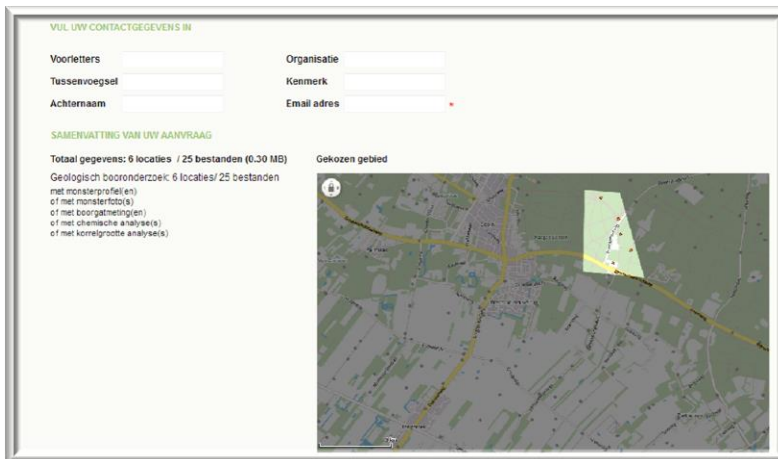 VUL UW CONTACTGEGEVENS IN
Voorletters
Organisatie
Tussenvoegsel
Kenmerk
Achternaam
Email adres *
SAMENVATTING VAN UW AANVRAAG
Totaal gegevens: 6 locaties / 25 bestanden (0.30 MB)
Gekozen gebied
Geologisch booronderzoek: 6 locaties/ 25 bestanden
met monsterprofiel(en)
of met monsterfoto(s)
of met boorgatmeting(en)
of met chemische analyse(s)
of met korrelgrootte analyse(s)
Doorn